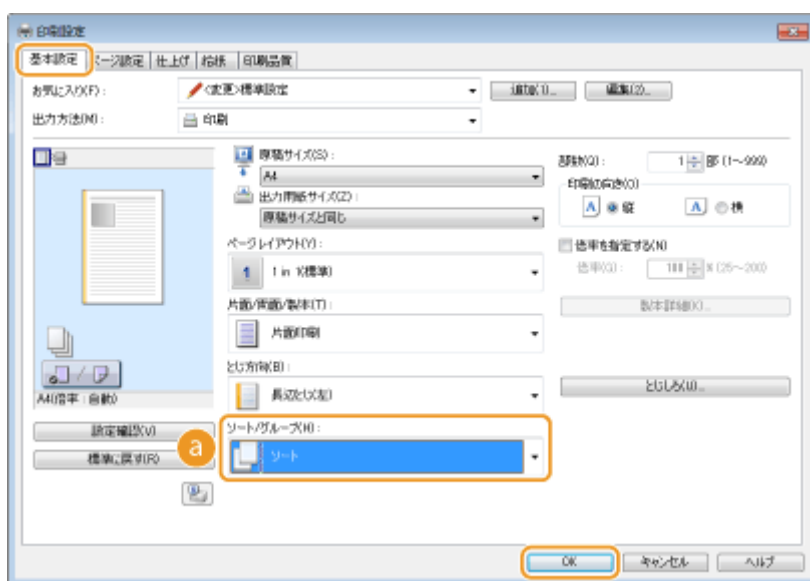 印刷設定
基本設定 ページ設定 仕上げ 給紙 印刷品質
お気に入り(F): <変更>標準設定 追加(1)... 編集(2)...
出力方法(M): 印刷
原稿サイズ(S):
A4
出力用紙サイズ(Z):
原稿サイズと同じ
部数(Q): 1 部 (1～999)
印刷の向き(O)
A 縦 A 横
ページレイアウト(Y):
1 1 in 1(標準)
倍率を指定する(N)
倍率(G): 100 % (25～200)
片面/両面/製本(T):
片面印刷
製本詳細(K)...
とじ方向(B):
長辺とじ(左)
とじしろ(U)...
A4(倍率:自動)
設定確認(V)
標準に戻す(R)
a
ソート/グループ(H):
ソート
OK キャンセル ヘルプ